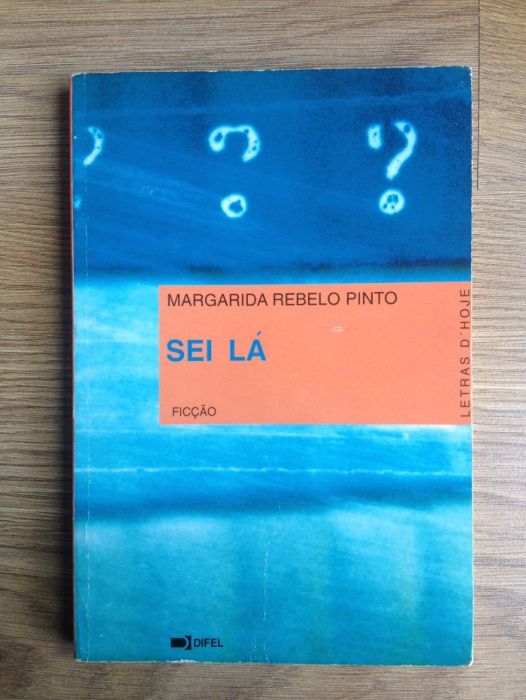 ? ? ?
MARGARIDA REBELO PINTO
SEI LÁ
FICÇÃO
LETRAS D'HOJE
DIFEL